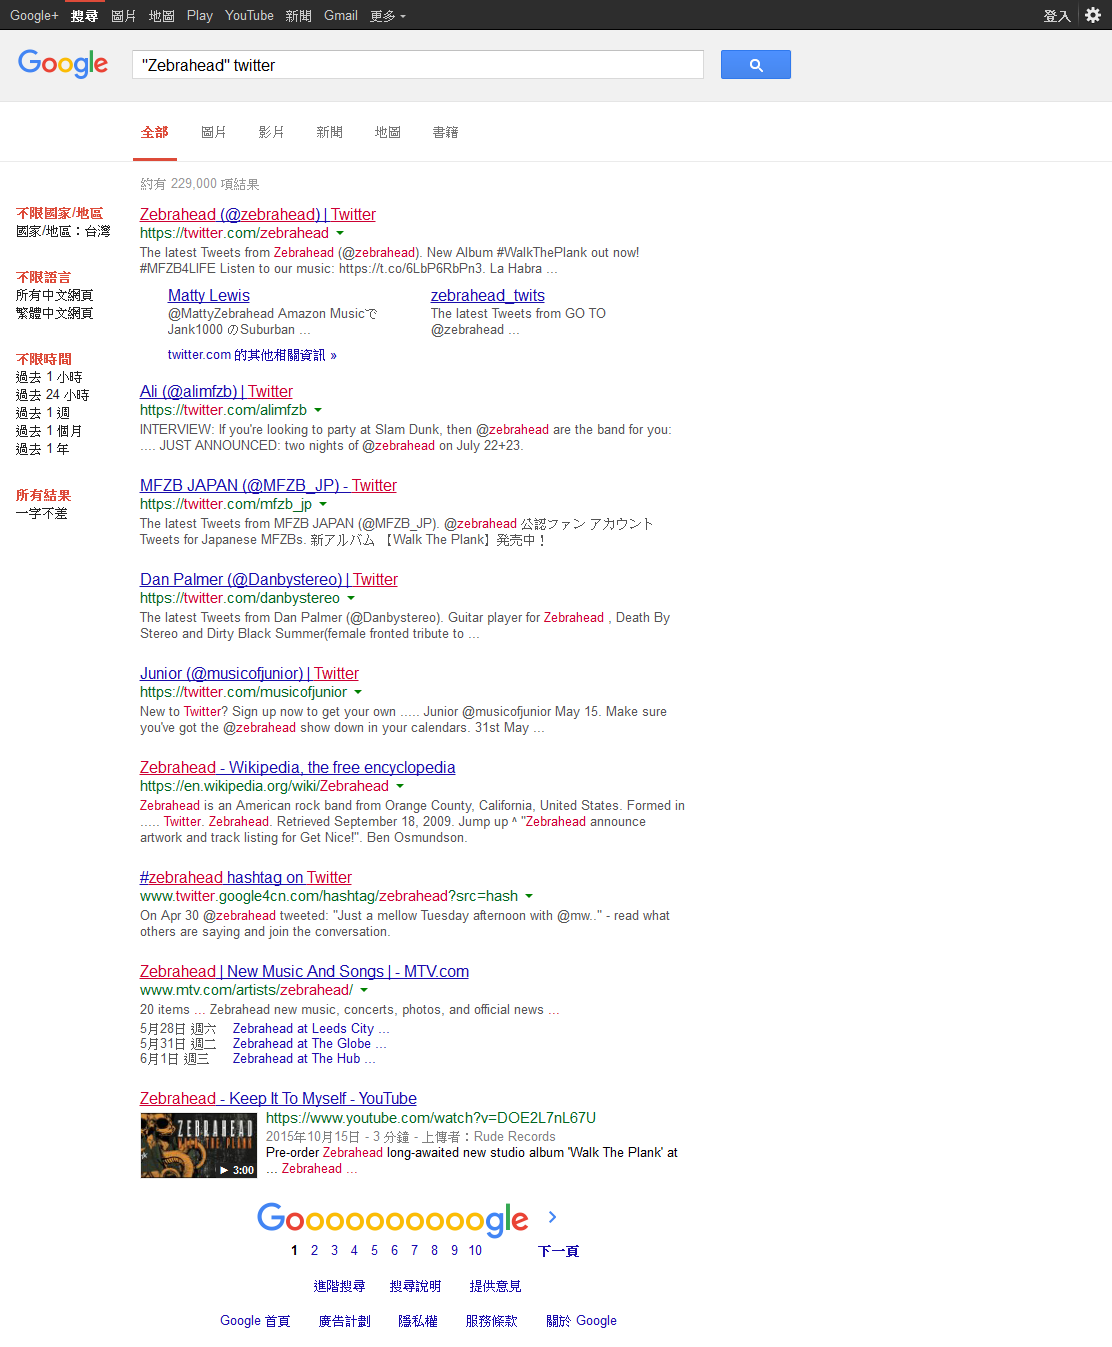 Google+ 搜尋 圖片 地圖 Play YouTube 新聞 Gmail 更多 登入
Google "Zebrahead" twitter
全部 圖片 影片 新聞 地圖 書籍
約有 229,000 項結果
不限國家/地區
國家/地區：台灣
不限語言
所有中文網頁
繁體中文網頁
不限時間
過去 1 小時
過去 24 小時
過去 1 週
過去 1 個月
過去 1 年
所有結果
一字不差
Zebrahead (@zebrahead) | Twitter
https://twitter.com/zebrahead
The latest Tweets from Zebrahead (@zebrahead). New Album #WalkThePlank out now!
#MFZB4LIFE Listen to our music: https://t.co/6LbP6RbPn3. La Habra ...
Matty Lewis
@MattyZebrahead Amazon Musicで
Jank1000 のSuburban ...
zebrahead_twits
The latest Tweets from GO TO
@zebrahead ...
twitter.com 的其他相關資訊 »
Ali (@alimfzb) | Twitter
https://twitter.com/alimfzb
INTERVIEW: If you're looking to party at Slam Dunk, then @zebrahead are the band for you:
.... JUST ANNOUNCED: two nights of @zebrahead on July 22+23.
MFZB JAPAN (@MFZB_JP) - Twitter
https://twitter.com/mfzb_jp
The latest Tweets from MFZB JAPAN (@MFZB_JP). @zebrahead 公認ファン アカウント
Tweets for Japanese MFZBs. 新アルバム 【Walk The Plank】発売中！
Dan Palmer (@Danbystereo) | Twitter
https://twitter.com/danbystereo
The latest Tweets from Dan Palmer (@Danbystereo). Guitar player for Zebrahead , Death By
Stereo and Dirty Black Summer(female fronted tribute to ...
Junior (@musicofjunior) | Twitter
https://twitter.com/musicofjunior
New to Twitter? Sign up now to get your own ..... Junior @musicofjunior May 15. Make sure
you've got the @zebrahead show down in your calendars. 31st May ...
Zebrahead - Wikipedia, the free encyclopedia
https://en.wikipedia.org/wiki/Zebrahead
Zebrahead is an American rock band from Orange County, California, United States. Formed in
..... Twitter. Zebrahead. Retrieved September 18, 2009. Jump up ^ "Zebrahead announce
artwork and track listing for Get Nice!". Ben Osmundson.
#zebrahead hashtag on Twitter
www.twitter.google4cn.com/hashtag/zebrahead?src=hash
On Apr 30 @zebrahead tweeted: "Just a mellow Tuesday afternoon with @mw.." - read what
others are saying and join the conversation.
Zebrahead | New Music And Songs | - MTV.com
www.mtv.com/artists/zebrahead/
20 items ... Zebrahead new music, concerts, photos, and official news ...
5月28日 週六 Zebrahead at Leeds City ...
5月31日 週二 Zebrahead at The Globe ...
6月1日 週三 Zebrahead at The Hub ...
Zebrahead - Keep It To Myself - YouTube
ZEBRAHEAD
WALK THE PLANK
3:00
https://www.youtube.com/watch?v=DOE2L7nL67U
2015年10月15日 - 3 分鐘 - 上傳者：Rude Records
Pre-order Zebrahead long-awaited new studio album 'Walk The Plank' at
... Zebrahead ...
Goooooooooogle
1 2 3 4 5 6 7 8 9 10 下一頁
進階搜尋 搜尋說明 提供意見
Google 首頁 廣告計劃 隱私權 服務條款 關於 Google